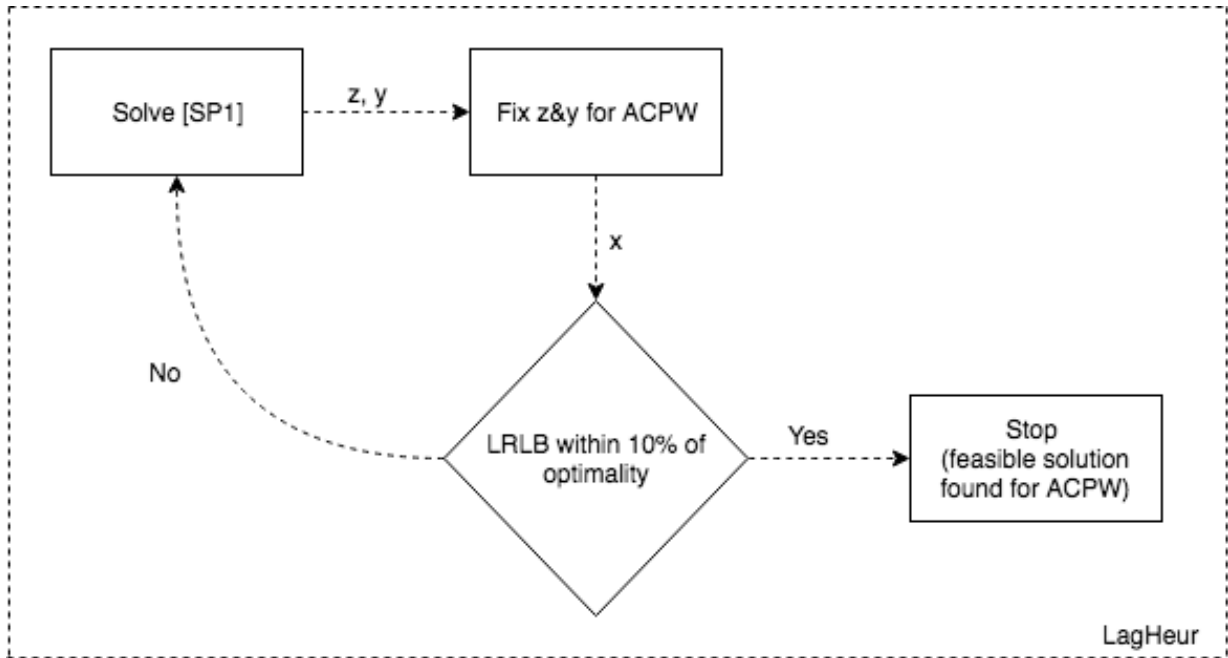 Solve [SP1]
z, y
Fix z&y for ACPW
x
No
LRLB within 10% of
optimality
Yes
Stop
(feasible solution
found for ACPW)
LagHeur